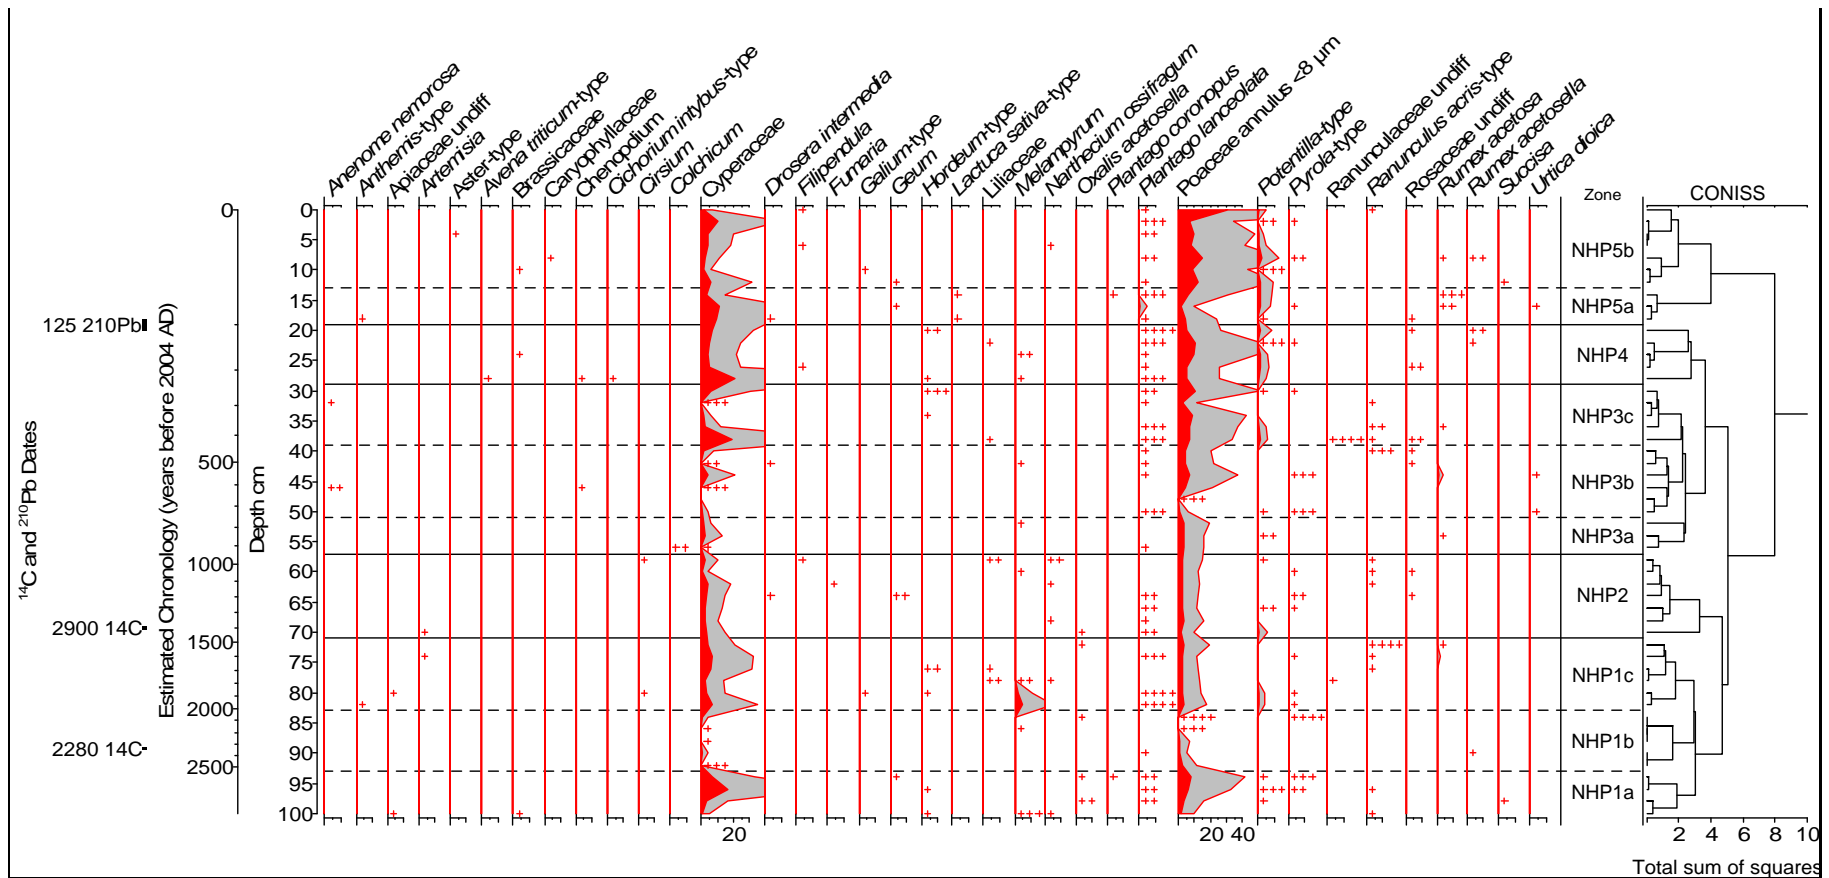 Anenome nemorosa
Anthemis-type
Apiaceae undiff
Artemisia
Aster-type
Avena triticum-type
Brassicaceae
Caryophyllaceae
Chenopodium
Cichorium intybus-type
Cirsium
Colchicum
Cyperaceae
Drosera intermedia
Filipendula
Fumaria
Galium-type
Geum
Hordeum-type
Lactuca sativa-type
Liliaceae
Melampyrum
Narthecium ossifragum
Oxalis acetosella
Plantago coronopus
Plantago lanceolata
Poaceae annulus <8 µm
Potentilla-type
Pyrola-type
Ranunculaceae undiff
Ranunculus acris-type
Rosaceae undiff
Rumex acetosa
Rumex acetosella
Succisa
Urtica dioica
Zone
CONISS
14C and 210Pb Dates
125 210Pb
2900 14C
2280 14C
Estimated Chronology (years before 2004 AD)
0
500
1000
1500
2000
2500
Depth cm
0
5
10
15
20
25
30
35
40
45
50
55
60
65
70
75
80
85
90
95
100
20
20 40
NHP5b
NHP5a
NHP4
NHP3c
NHP3b
NHP3a
NHP2
NHP1c
NHP1b
NHP1a
2 4 6 8 10
Total sum of squares